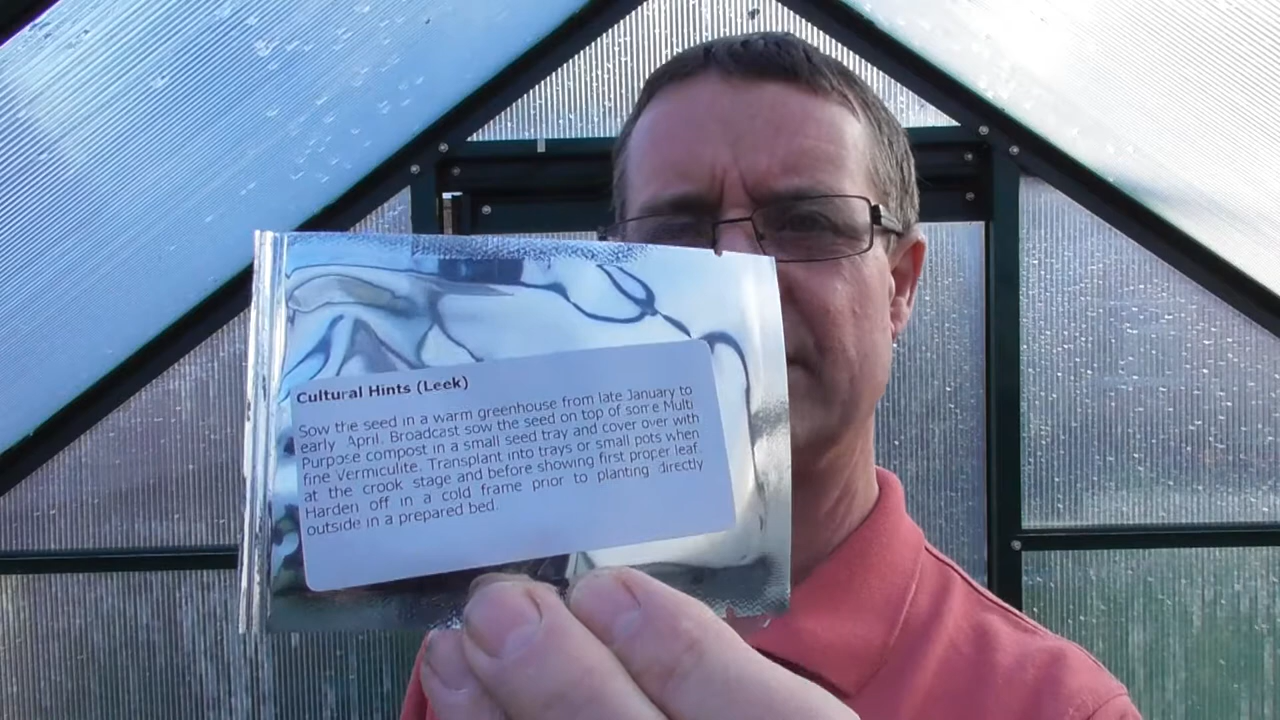 Cultural Hints (Leek)
Sow the seed in a warm greenhouse from late January to
early April. Broadcast sow the seed on top of some Multi
Purpose compost in a small seed tray and cover over with
fine Vermiculite. Transplant into trays or small pots when
at the crook stage and before showing first proper leaf.
Harden off in a cold frame prior to planting directly
outside in a prepared bed.